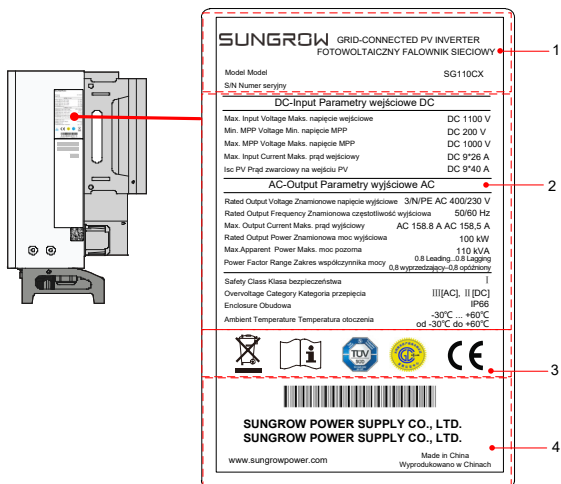 SUNGROW GRID-CONNECTED PV INVERTER
FOTOWOLTAICZNY FALOWNIK SIECIOWY
1
Model Model SG110CX
S/N Numer seryjny
DC-Input Parametry wejściowe DC
Max. Input Voltage Maks. napięcie wejściowe DC 1100 V
Min. MPP Voltage Min. napięcie MPP DC 200 V
Max. MPP Voltage Maks. napięcie MPP DC 1000 V
Max. Input Current Maks. prąd wejściowy DC 9*26 A
Isc PV Prąd zwarciowy na wejściu PV DC 9*40 A
AC-Output Parametry wyjściowe AC
2
Rated Output Voltage Znamionowe napięcie wyjściowe 3/N/PE AC 400/230 V
Rated Output Frequency Znamionowa częstotliwość wyjściowa 50/60 Hz
Max. Output Current Maks. prąd wyjściowy AC 158.8 A AC 158,5 A
Rated Output Power Znamionowa moc wyjściowa 100 kW
Max.Apparent Power Maks. moc pozorna 110 kVA
Power Factor Range Zakres współczynnika mocy 0.8 Leading...0.8 Lagging
0,8 wyprzedzający–0,8 opóźniony
Safety Class Klasa bezpieczeństwa I
Overvoltage Category Kategoria przepięcia III[AC], II [DC]
Enclosure Obudowa IP66
Ambient Temperature Temperatura otoczenia -30℃ ... +60℃
od -30℃ do +60℃
i
TÜV
SUD
CE
3
SUNGROW POWER SUPPLY CO., LTD.
SUNGROW POWER SUPPLY CO., LTD.
4
www.sungrowpower.com Made in China
Wyprodukowano w Chinach